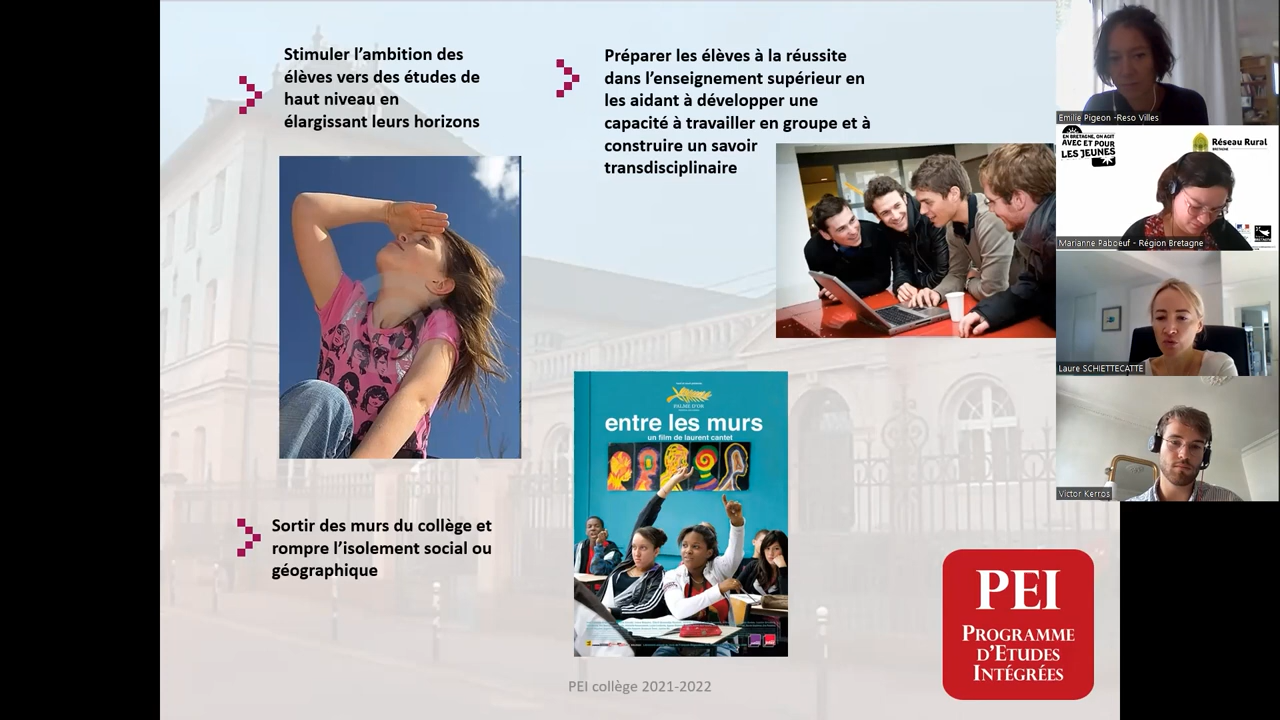 Stimuler l'ambition des
élèves vers des études de
haut niveau en
élargissant leurs horizons
Préparer les élèves à la réussite
dans l'enseignement supérieur en
les aidant à développer une
capacité à travailler en groupe et à
construire un savoir
transdisciplinaire
PALME D'OR
entre les murs
un film de laurent cantet
Sortir des murs du collège et
rompre l'isolement social ou
géographique
PEI
PROGRAMME
D'ETUDES
INTÉGRÉES
PEI collège 2021-2022
Emilie Pigeon -Reso Villes
EN BRETAGNE, ON AGIT
AVEC ET POUR
LES JEUNES
Réseau Rural
BRETAGNE
Marianne Paboeuf - Région Bretagne
Laure SCHIETTECATTE
Victor Kerros